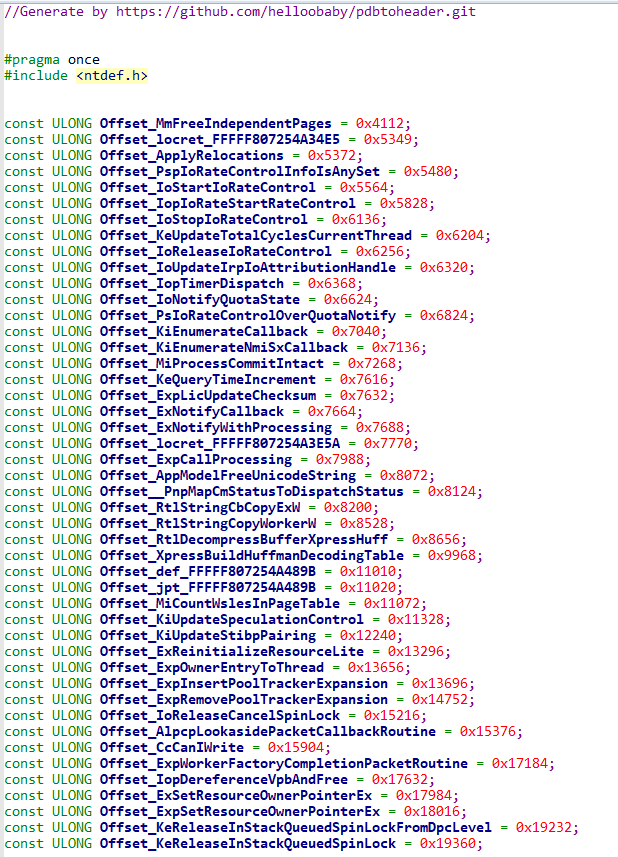 //Generate by https://github.com/helloobaby/pdbtoheader.git
#pragma once
#include <ntdef.h>
const ULONG Offset_MmFreeIndependentPages = 0x4112;
const ULONG Offset_locret_FFFFF807254A34E5 = 0x5349;
const ULONG Offset_ApplyRelocations = 0x5372;
const ULONG Offset_PspIoRateControlInfoIsAnySet = 0x5480;
const ULONG Offset_IoStartIoRateControl = 0x5564;
const ULONG Offset_IopIoRateStartRateControl = 0x5828;
const ULONG Offset_IoStopIoRateControl = 0x6136;
const ULONG Offset_KeUpdateTotalCyclesCurrentThread = 0x6204;
const ULONG Offset_IoReleaseIoRateControl = 0x6256;
const ULONG Offset_IoUpdateIrpIoAttributionHandle = 0x6320;
const ULONG Offset_IopTimerDispatch = 0x6368;
const ULONG Offset_IoNotifyQuotaState = 0x6624;
const ULONG Offset_PsIoRateControlOverQuotaNotify = 0x6824;
const ULONG Offset_KiEnumerateCallback = 0x7040;
const ULONG Offset_KiEnumerateNmiSxCallback = 0x7136;
const ULONG Offset_MiProcessCommitIntact = 0x7268;
const ULONG Offset_KeQueryTimeIncrement = 0x7616;
const ULONG Offset_ExpLicUpdateChecksum = 0x7632;
const ULONG Offset_ExNotifyCallback = 0x7664;
const ULONG Offset_ExNotifyWithProcessing = 0x7688;
const ULONG Offset_locret_FFFFF807254A3E5A = 0x7770;
const ULONG Offset_ExpCallProcessing = 0x7988;
const ULONG Offset_AppModelFreeUnicodeString = 0x8072;
const ULONG Offset__PnpMapCmStatusToDispatchStatus = 0x8124;
const ULONG Offset_RtlStringCbCopyExW = 0x8200;
const ULONG Offset_RtlStringCopyWorkerW = 0x8528;
const ULONG Offset_RtlDecompressBufferXpressHuff = 0x8656;
const ULONG Offset_XpressBuildHuffmanDecodingTable = 0x9968;
const ULONG Offset_def_FFFFF807254A489B = 0x11010;
const ULONG Offset_jpt_FFFFF807254A489B = 0x11020;
const ULONG Offset_MiCountWslesInPageTable = 0x11072;
const ULONG Offset_KiUpdateSpeculationControl = 0x11328;
const ULONG Offset_KiUpdateStibpPairing = 0x12240;
const ULONG Offset_ExReinitializeResourceLite = 0x13296;
const ULONG Offset_ExpOwnerEntryToThread = 0x13656;
const ULONG Offset_ExpInsertPoolTrackerExpansion = 0x13696;
const ULONG Offset_ExpRemovePoolTrackerExpansion = 0x14752;
const ULONG Offset_IoReleaseCancelSpinLock = 0x15216;
const ULONG Offset_AlpcpLookasidePacketCallbackRoutine = 0x15376;
const ULONG Offset_CcCanIWrite = 0x15904;
const ULONG Offset_ExpWorkerFactoryCompletionPacketRoutine = 0x17184;
const ULONG Offset_IopDereferenceVpbAndFree = 0x17632;
const ULONG Offset_ExSetResourceOwnerPointerEx = 0x17984;
const ULONG Offset_ExpSetResourceOwnerPointerEx = 0x18016;
const ULONG Offset_KeReleaseInStackQueuedSpinLockFromDpcLevel = 0x19232;
const ULONG Offset_KeReleaseInStackQueuedSpinLock = 0x19360;